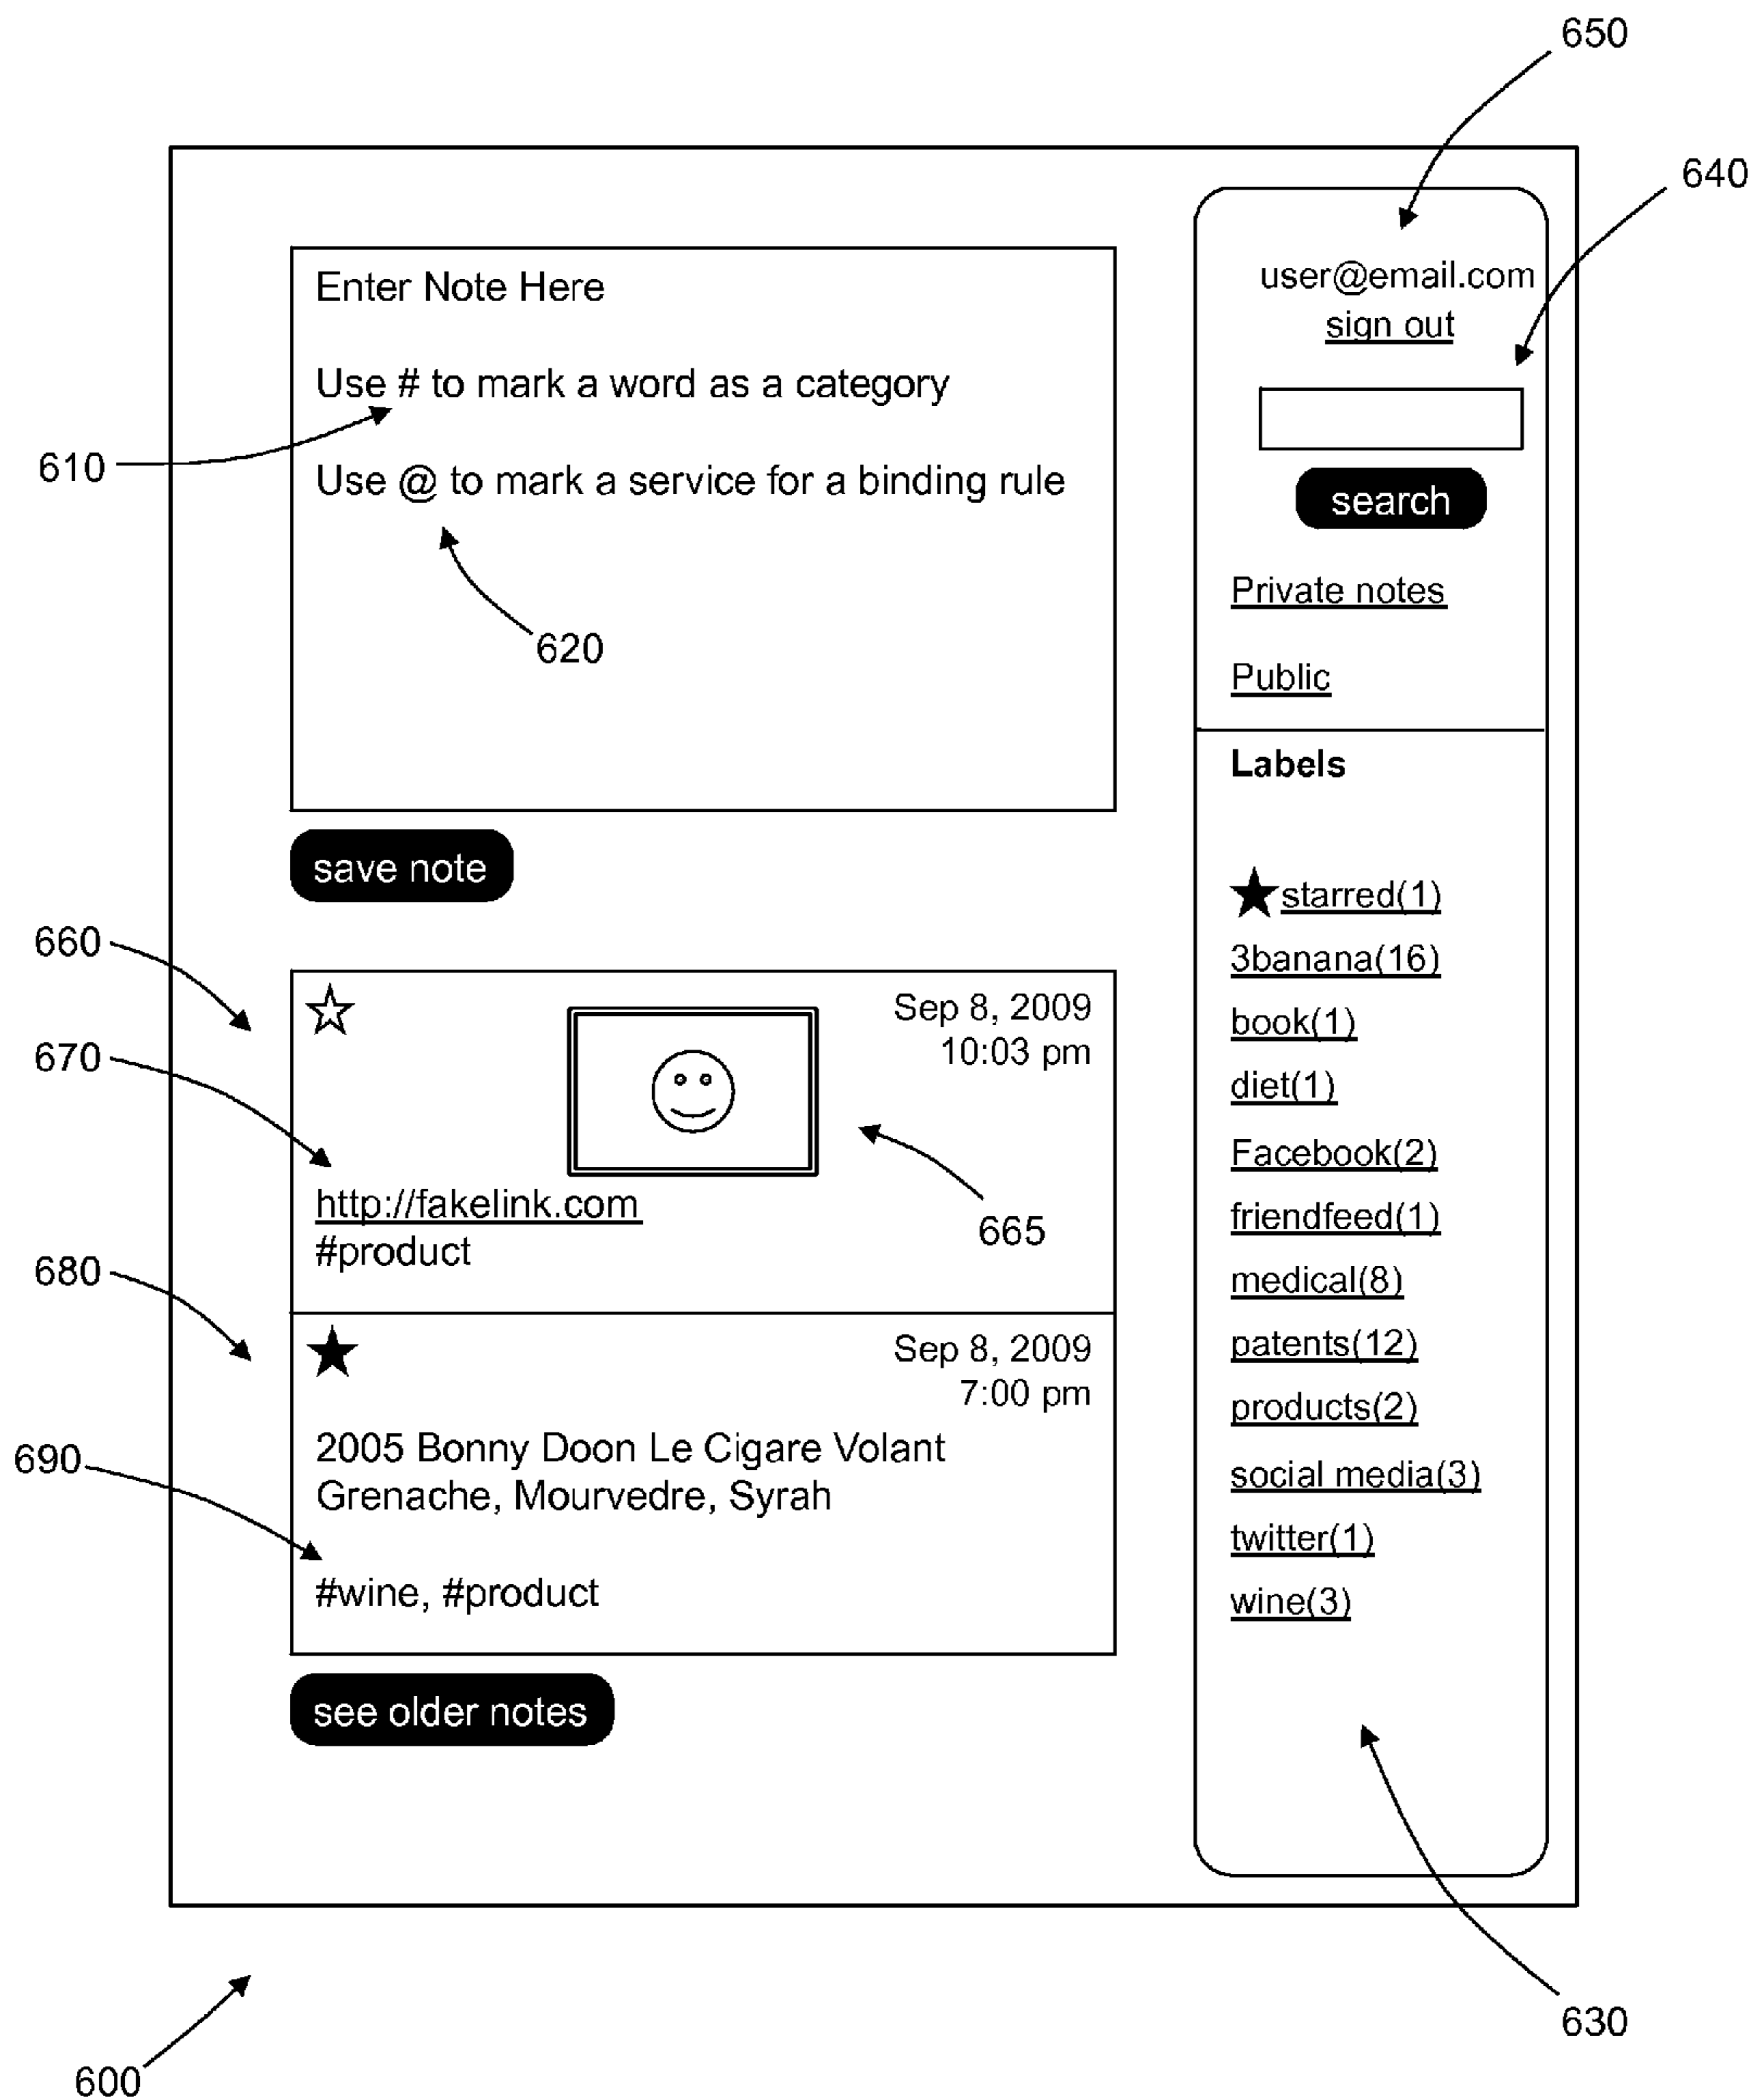 650
640
user@email.com
sign out
search
Private notes
Public
Enter Note Here
Use # to mark a word as a category
610
Use @ to mark a service for a binding rule
620
save note
Labels
starred(1)
3banana(16)
book(1)
diet(1)
Facebook(2)
friendfeed(1)
medical(8)
patents(12)
products(2)
social media(3)
twitter(1)
wine(3)
660
670
Sep 8, 2009
10:03 pm
http://fakelink.com
#product
665
680
Sep 8, 2009
7:00 pm
690
2005 Bonny Doon Le Cigare Volant
Grenache, Mourvedre, Syrah
#wine, #product
see older notes
630
600